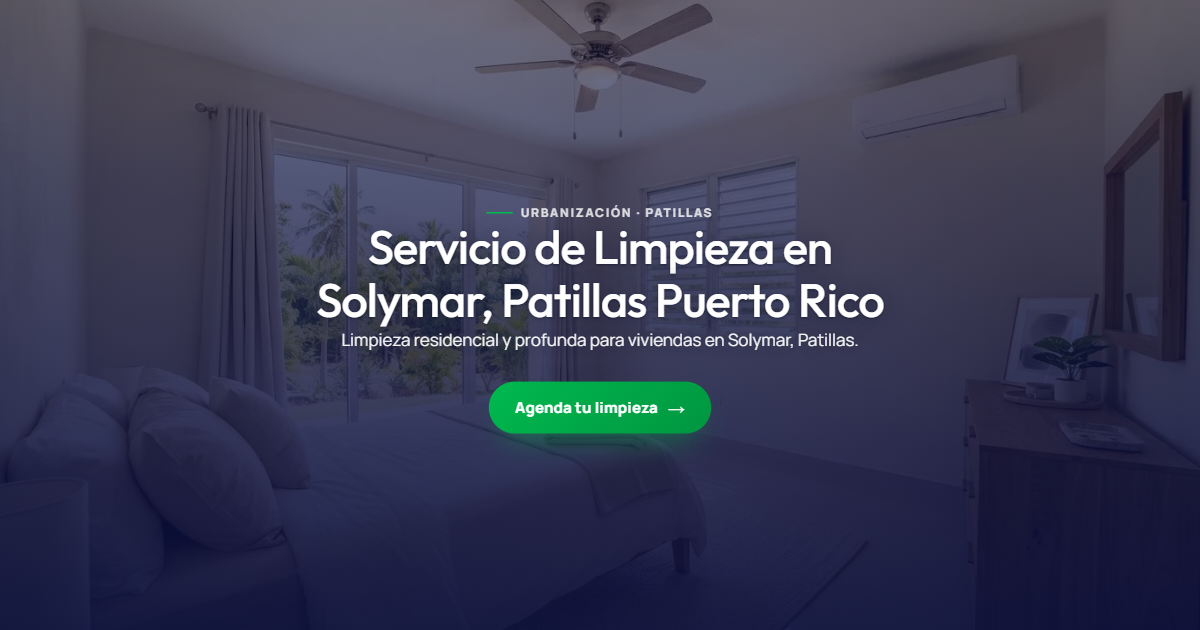 URBANIZACIÓN · PATILLAS
Servicio de Limpieza en
Solymar, Patillas Puerto Rico
Limpieza residencial y profunda para viviendas en Solymar, Patillas.
Agenda tu limpieza →